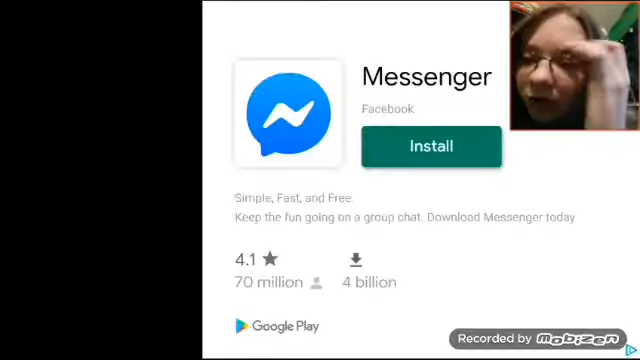 Messenger
Facebook
Install
Simple, Fast, and Free.
Keep the fun going on a group chat. Download Messenger today
4.1
70 million
4 billion
Google Play
Recorded by Mobizen